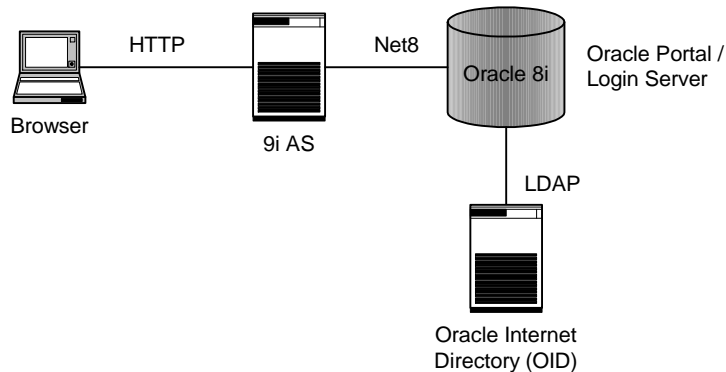 HTTP
Net8
Oracle 8i
Oracle Portal /
Login Server
Browser
9i AS
LDAP
Oracle Internet
Directory (OID)